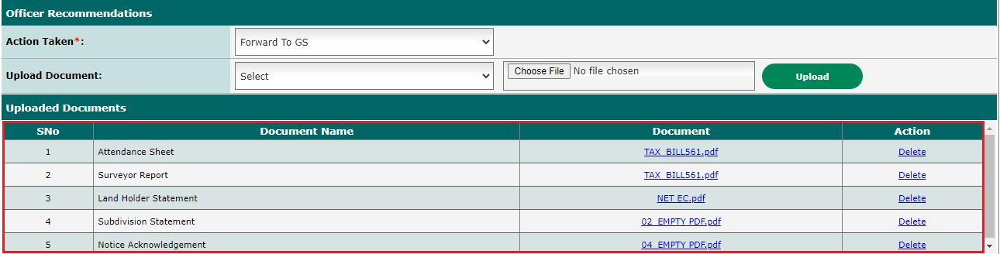 Officer Recommendations
Action Taken*: Forward To GS
Upload Document: Select Choose File No file chosen Upload
Uploaded Documents
SNo Document Name Document Action
1 Attendance Sheet TAX_BILL561.pdf Delete
2 Surveyor Report TAX_BILL561.pdf Delete
3 Land Holder Statement NET EC.pdf Delete
4 Subdivision Statement 02_EMPTY PDF.pdf Delete
5 Notice Acknowledgement 04_EMPTY PDF.pdf Delete